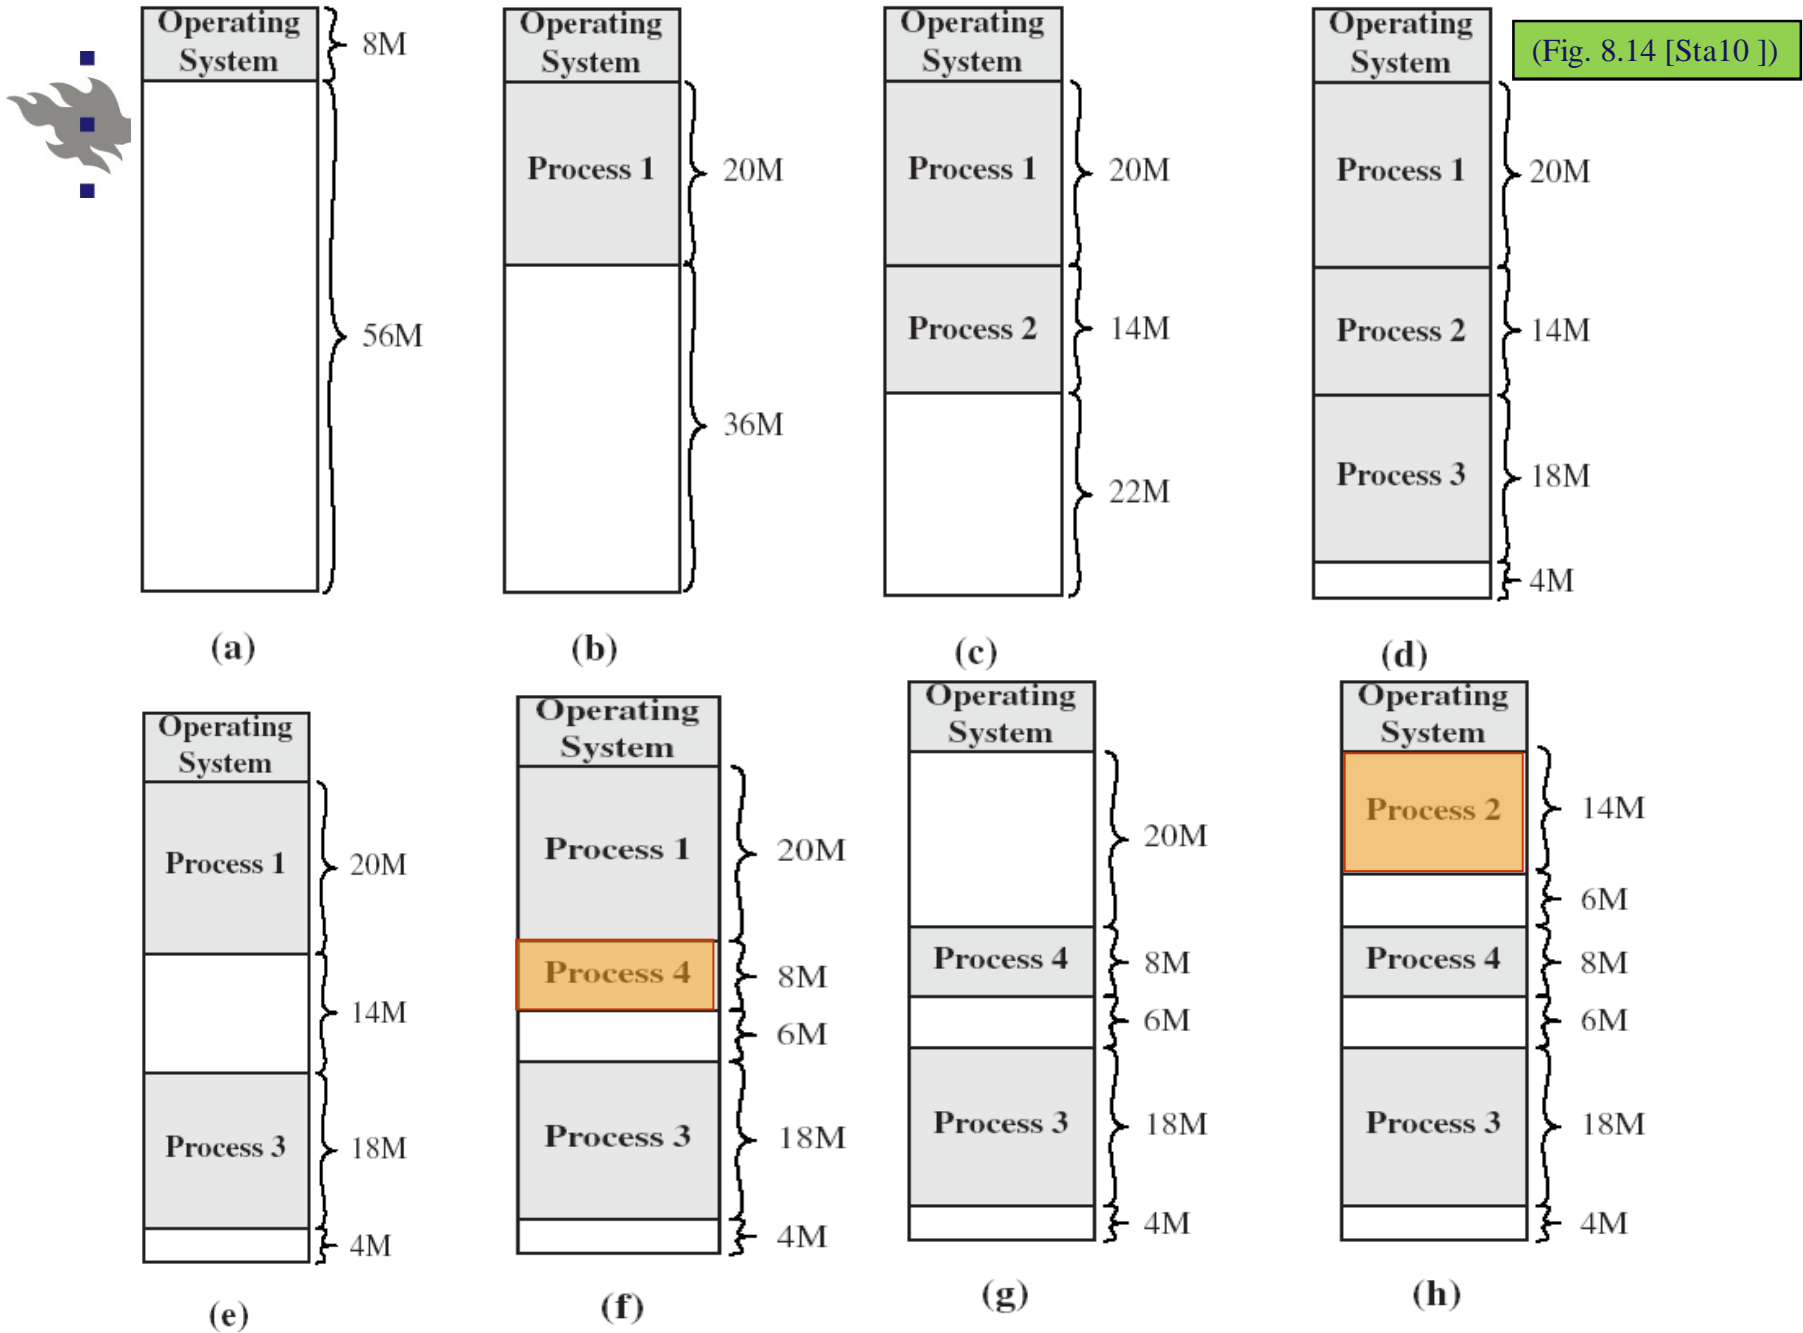 Operating
System
8M
56M
(a)
Operating
System
Process 1
20M
36M
(b)
Operating
System
Process 1
20M
Process 2
14M
22M
(c)
Operating
System
Process 1
20M
Process 2
14M
Process 3
18M
4M
(d)
(Fig. 8.14 [Sta10 ])
Operating
System
Process 1
20M
14M
Process 3
18M
4M
(e)
Operating
System
Process 1
20M
Process 4
8M
6M
Process 3
18M
4M
(f)
Operating
System
20M
Process 4
8M
6M
Process 3
18M
4M
(g)
Operating
System
Process 2
14M
6M
Process 4
8M
6M
Process 3
18M
4M
(h)